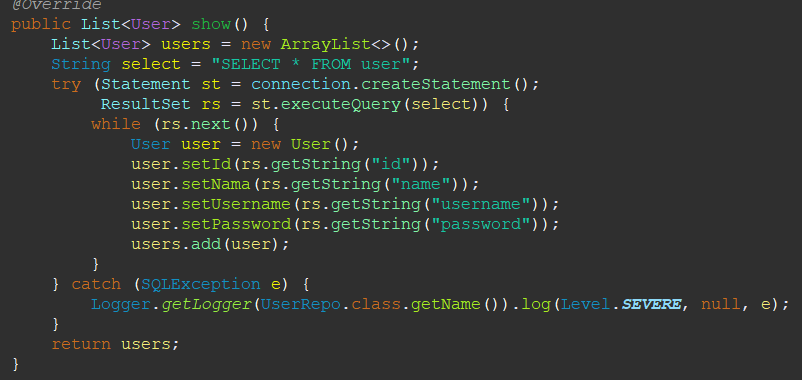 @Override
public List<User> show() {
    List<User> users = new ArrayList<>();
    String select = "SELECT * FROM user";
    try (Statement st = connection.createStatement();
         ResultSet rs = st.executeQuery(select)) {
        while (rs.next()) {
            User user = new User();
            user.setId(rs.getString("id"));
            user.setNama(rs.getString("name"));
            user.setUsername(rs.getString("username"));
            user.setPassword(rs.getString("password"));
            users.add(user);
        }
    } catch (SQLException e) {
        Logger.getLogger(UserRepo.class.getName()).log(Level.SEVERE, null, e);
    }
    return users;
}